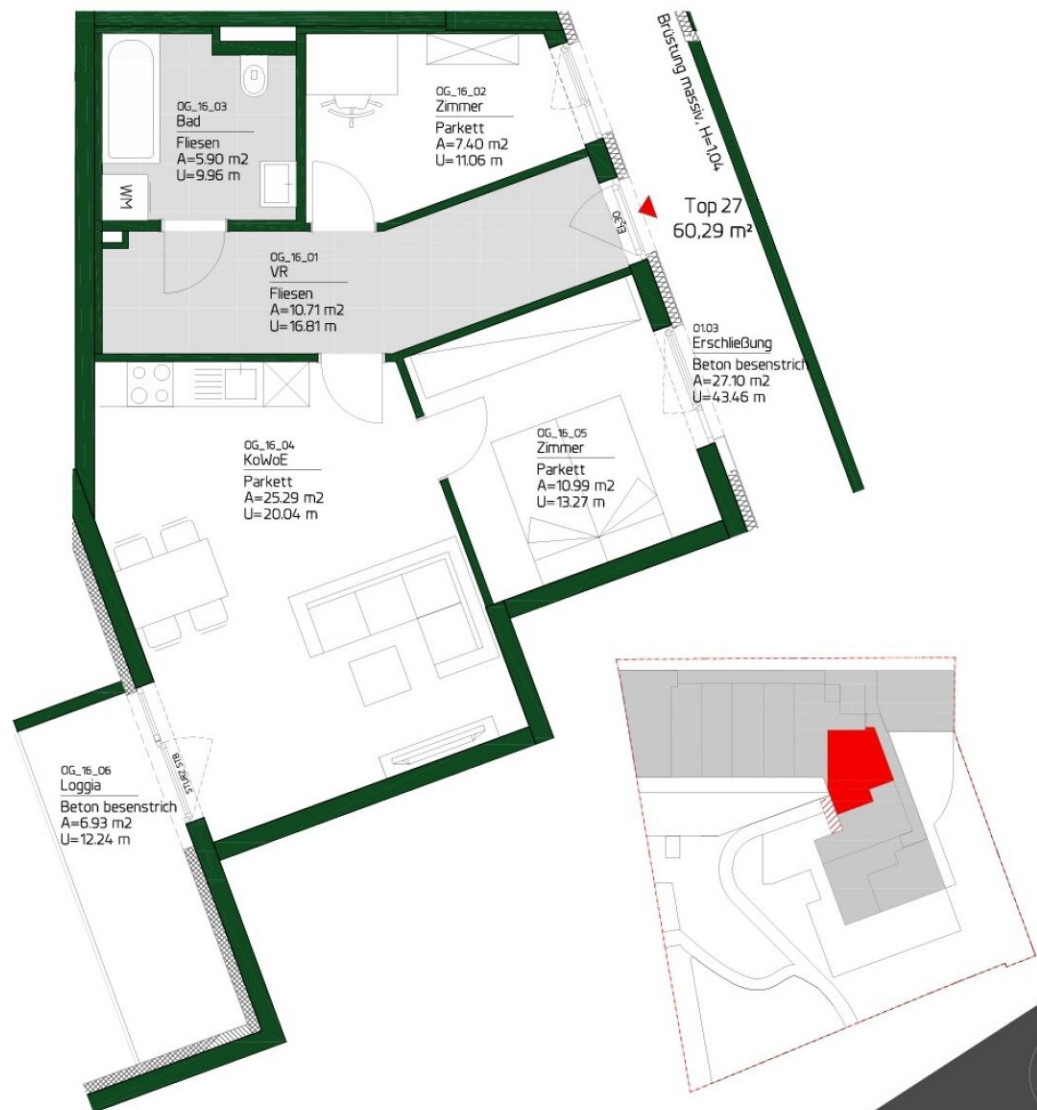 OG_16_03
Bad
Fliesen
A=5.90 m2
U=9.96 m
WM
OG_16_02
Zimmer
Parkett
A=7.40 m2
U=11.06 m
Brüstung massiv, H=1,04
Top 27
60,29 m²
EI₂30
OG_16_01
VR
Fliesen
A=10.71 m2
U=16.81 m
01.03
Erschließung
Beton besenstrich
A=27.10 m2
U=43.46 m
OG_16_04
KoWoE
Parkett
A=25.29 m2
U=20.04 m
OG_16_05
Zimmer
Parkett
A=10.99 m2
U=13.27 m
OG_16_06
Loggia
Beton besenstrich
A=6.93 m2
U=12.24 m
STURZ STB